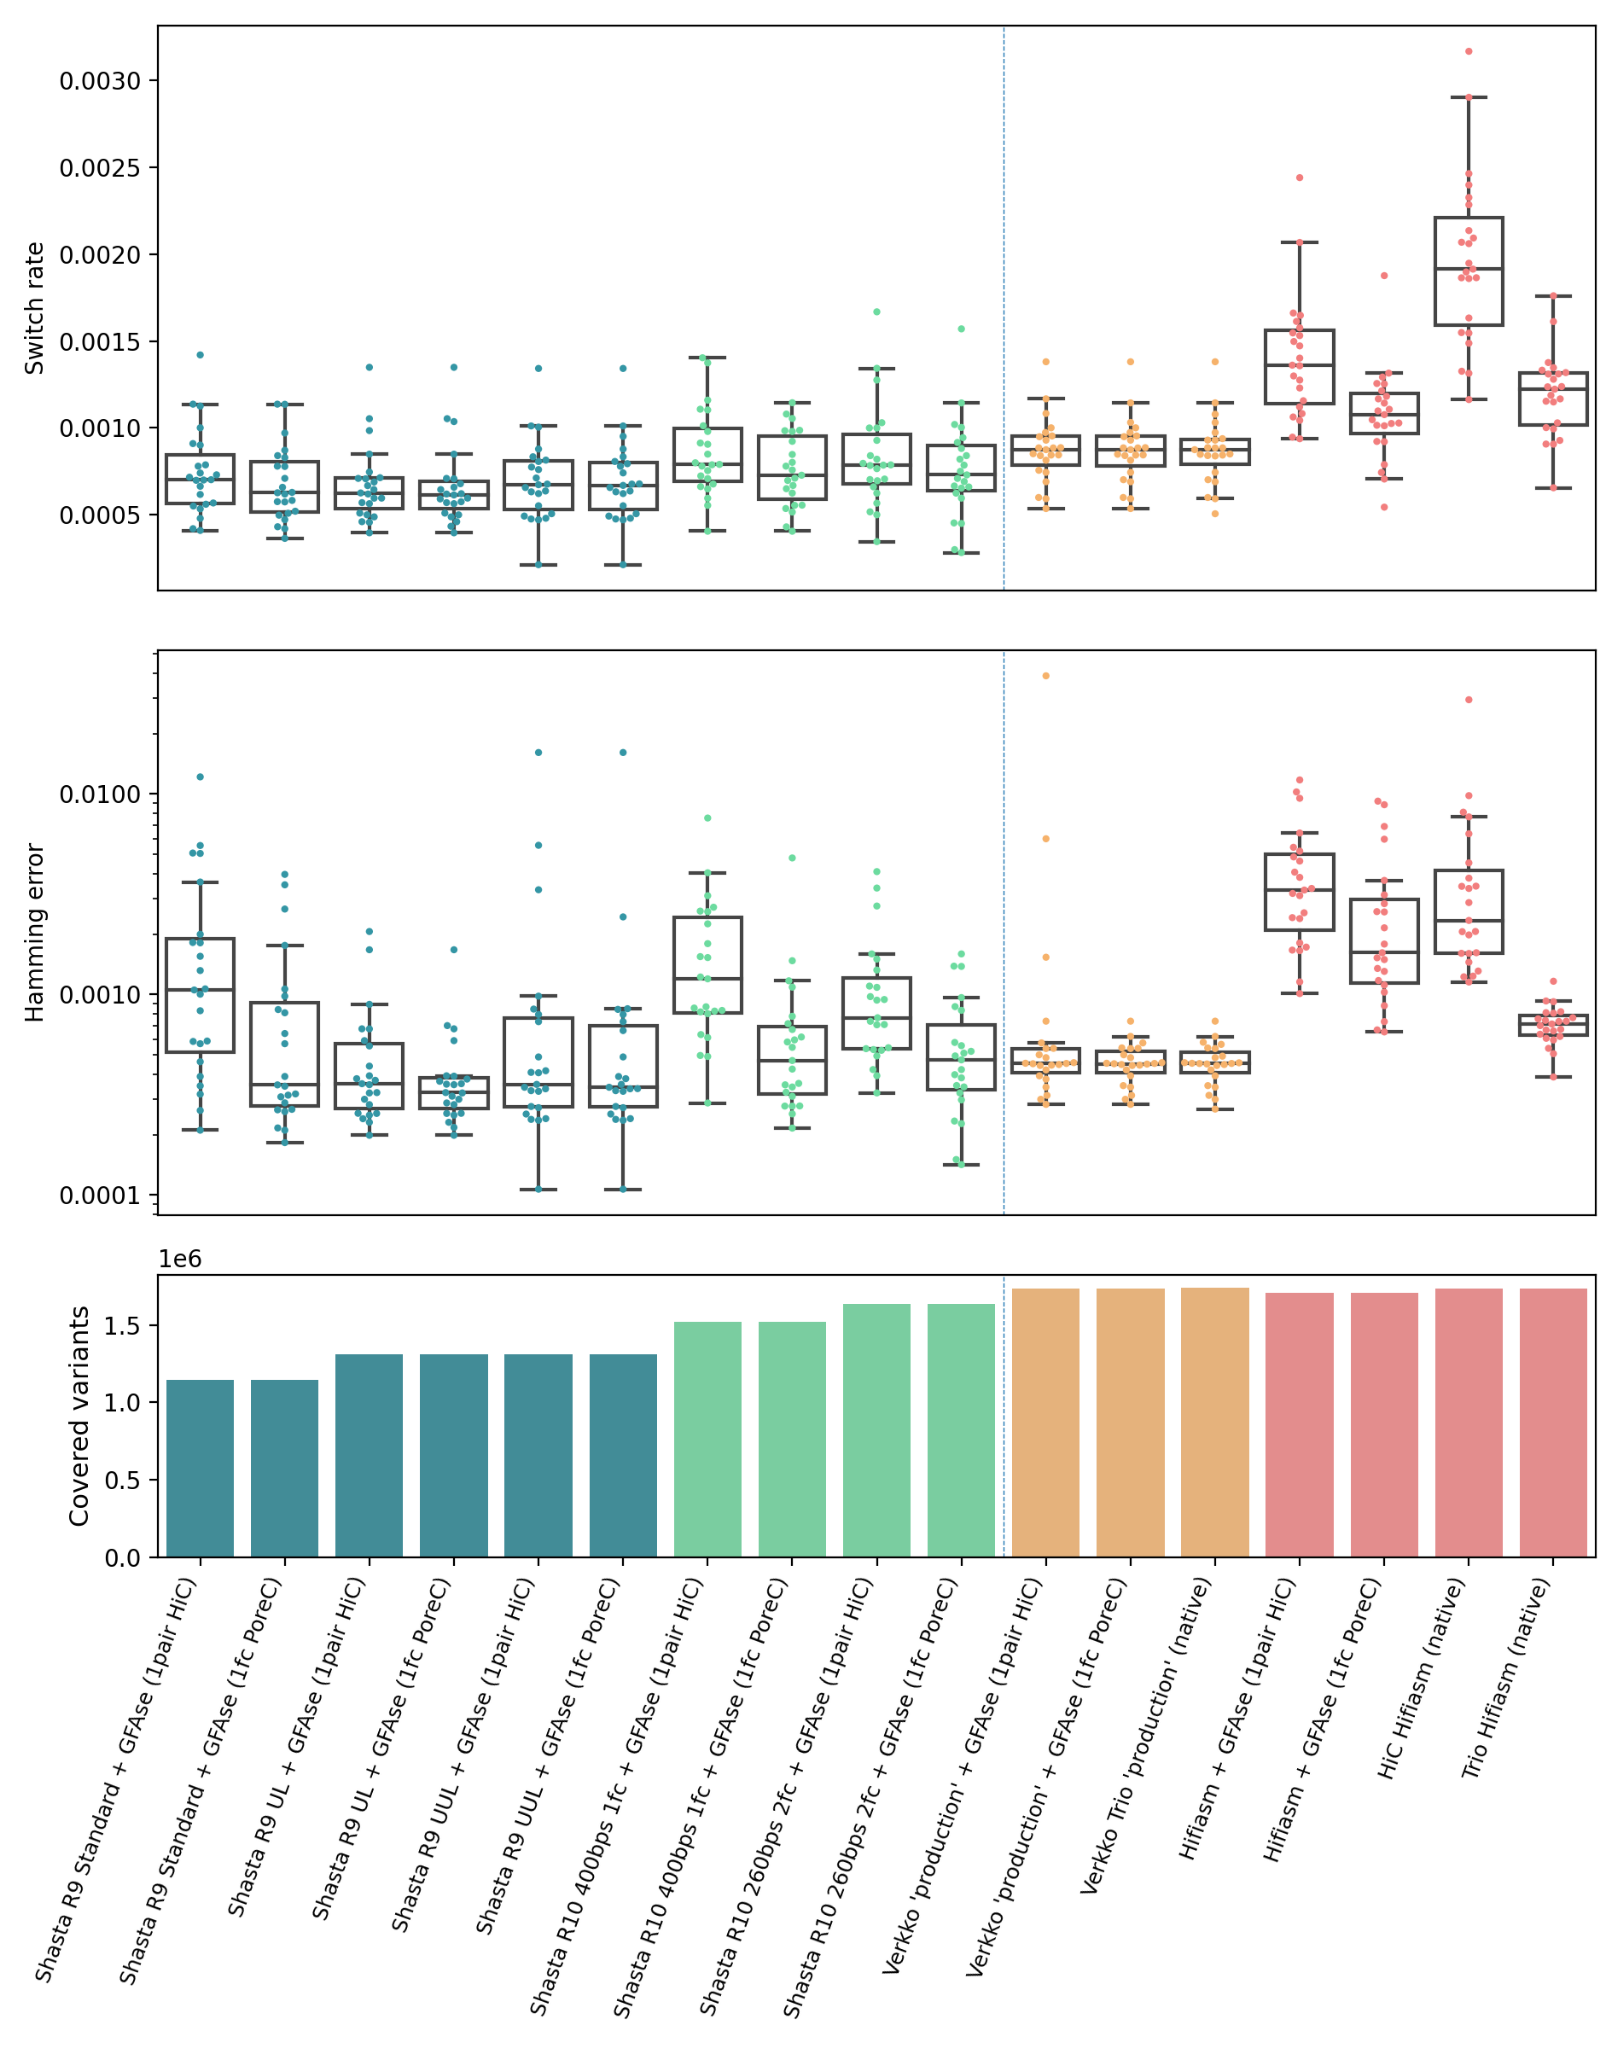 0.0030
0.0025
0.0020
0.0015
0.0010
0.0005
Switch rate
0.0100
0.0010
0.0001
Hamming error
1e6
1.5
1.0
0.5
0.0
Covered variants
Shasta R9 Standard + GFAse (1pair HiC)
Shasta R9 Standard + GFAse (1fc PoreC)
Shasta R9 UL + GFAse (1pair HiC)
Shasta R9 UL + GFAse (1fc PoreC)
Shasta R9 UUL + GFAse (1pair HiC)
Shasta R9 UUL + GFAse (1fc PoreC)
Shasta R10 400bps 1fc + GFAse (1pair HiC)
Shasta R10 400bps 1fc + GFAse (1fc PoreC)
Shasta R10 260bps 2fc + GFAse (1pair HiC)
Shasta R10 260bps 2fc + GFAse (1fc PoreC)
Verkko 'production' + GFAse (1pair HiC)
Verkko 'production' + GFAse (1fc PoreC)
Verkko Trio 'production' (native)
Hifiasm + GFAse (1pair HiC)
Hifiasm + GFAse (1fc PoreC)
HiC Hifiasm (native)
Trio Hifiasm (native)